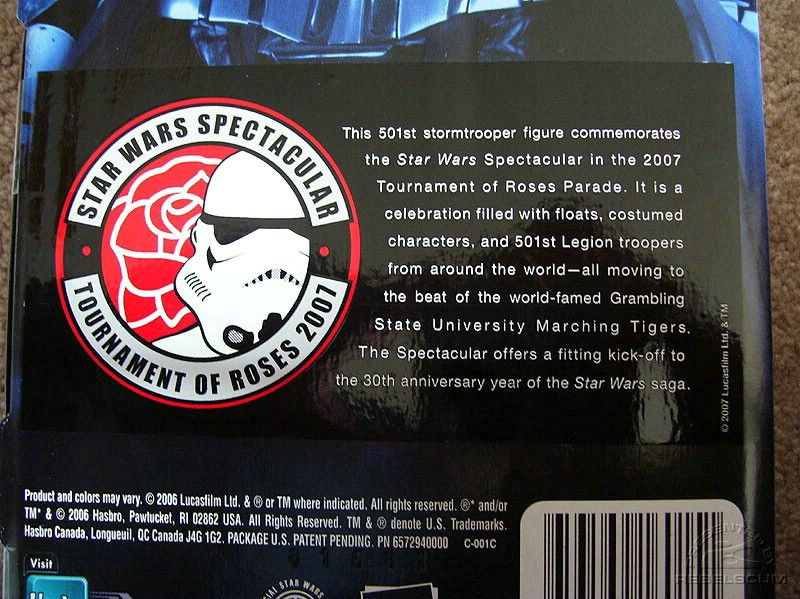 STAR WARS SPECTACULAR
TOURNAMENT OF ROSES 2007
This 501st stormtrooper figure commemorates
the Star Wars Spectacular in the 2007
Tournament of Roses Parade. It is a
celebration filled with floats, costumed
characters, and 501st Legion troopers
from around the world—all moving to
the beat of the world-famed Grambling
State University Marching Tigers.
The Spectacular offers a fitting kick-off to
the 30th anniversary year of the Star Wars saga.
© 2007 Lucasfilm Ltd. & TM
Product and colors may vary. © 2006 Lucasfilm Ltd. & ® or TM where indicated. All rights reserved. ®* and/or
TM* & © 2006 Hasbro, Pawtucket, RI 02862 USA. All Rights Reserved. TM & ® denote U.S. Trademarks.
Hasbro Canada, Longueuil, QC Canada J4G 1G2. PACKAGE U.S. PATENT PENDING. PN 6572940000 C-001C
Visit
STAR WARS
REBELSCUM